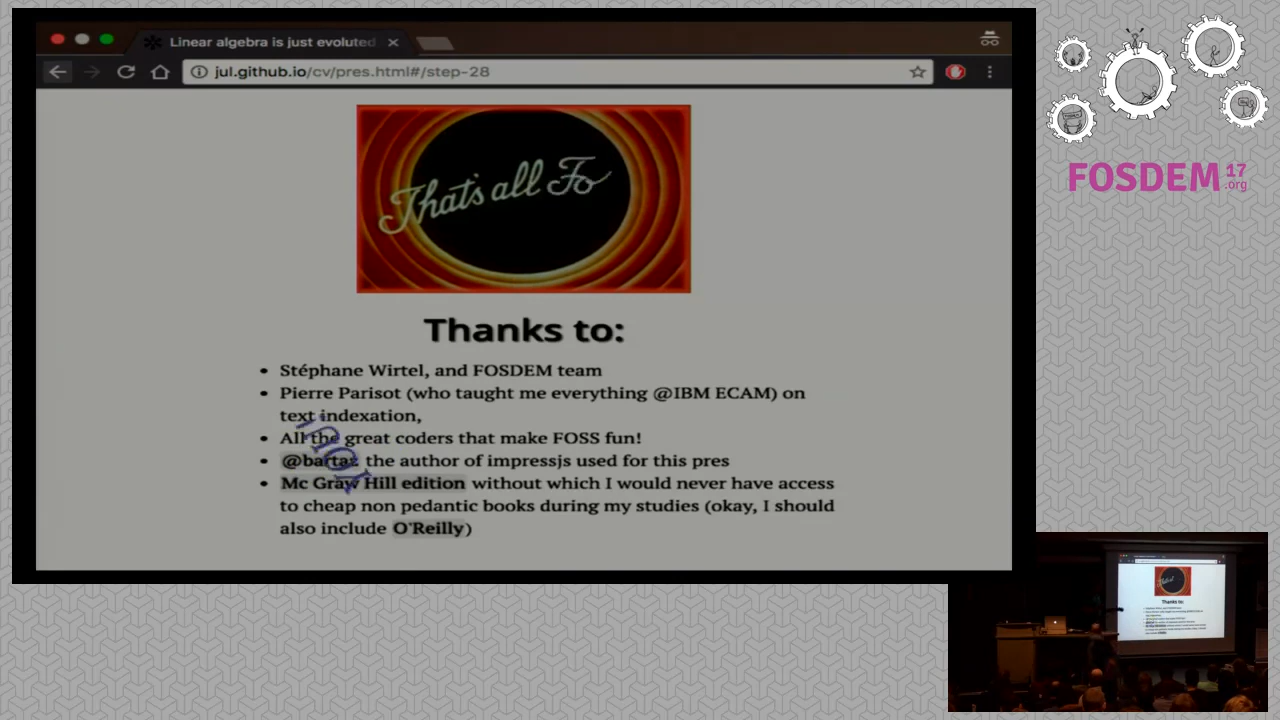 Linear algebra is just evoluted
jul.github.io/cv/pres.html#/step-28
That's all Fo
Thanks to:
• Stéphane Wirtel, and FOSDEM team
• Pierre Parisot (who taught me everything @IBM ECAM) on
text indexation,
• All the great coders that make FOSS fun!
• @bartaz the author of impressjs used for this pres
• Mc Graw Hill edition without which I would never have access
to cheap non pedantic books during my studies (okay, I should
also include O'Reilly)
FOSDEM 17
.org
Thanks to: